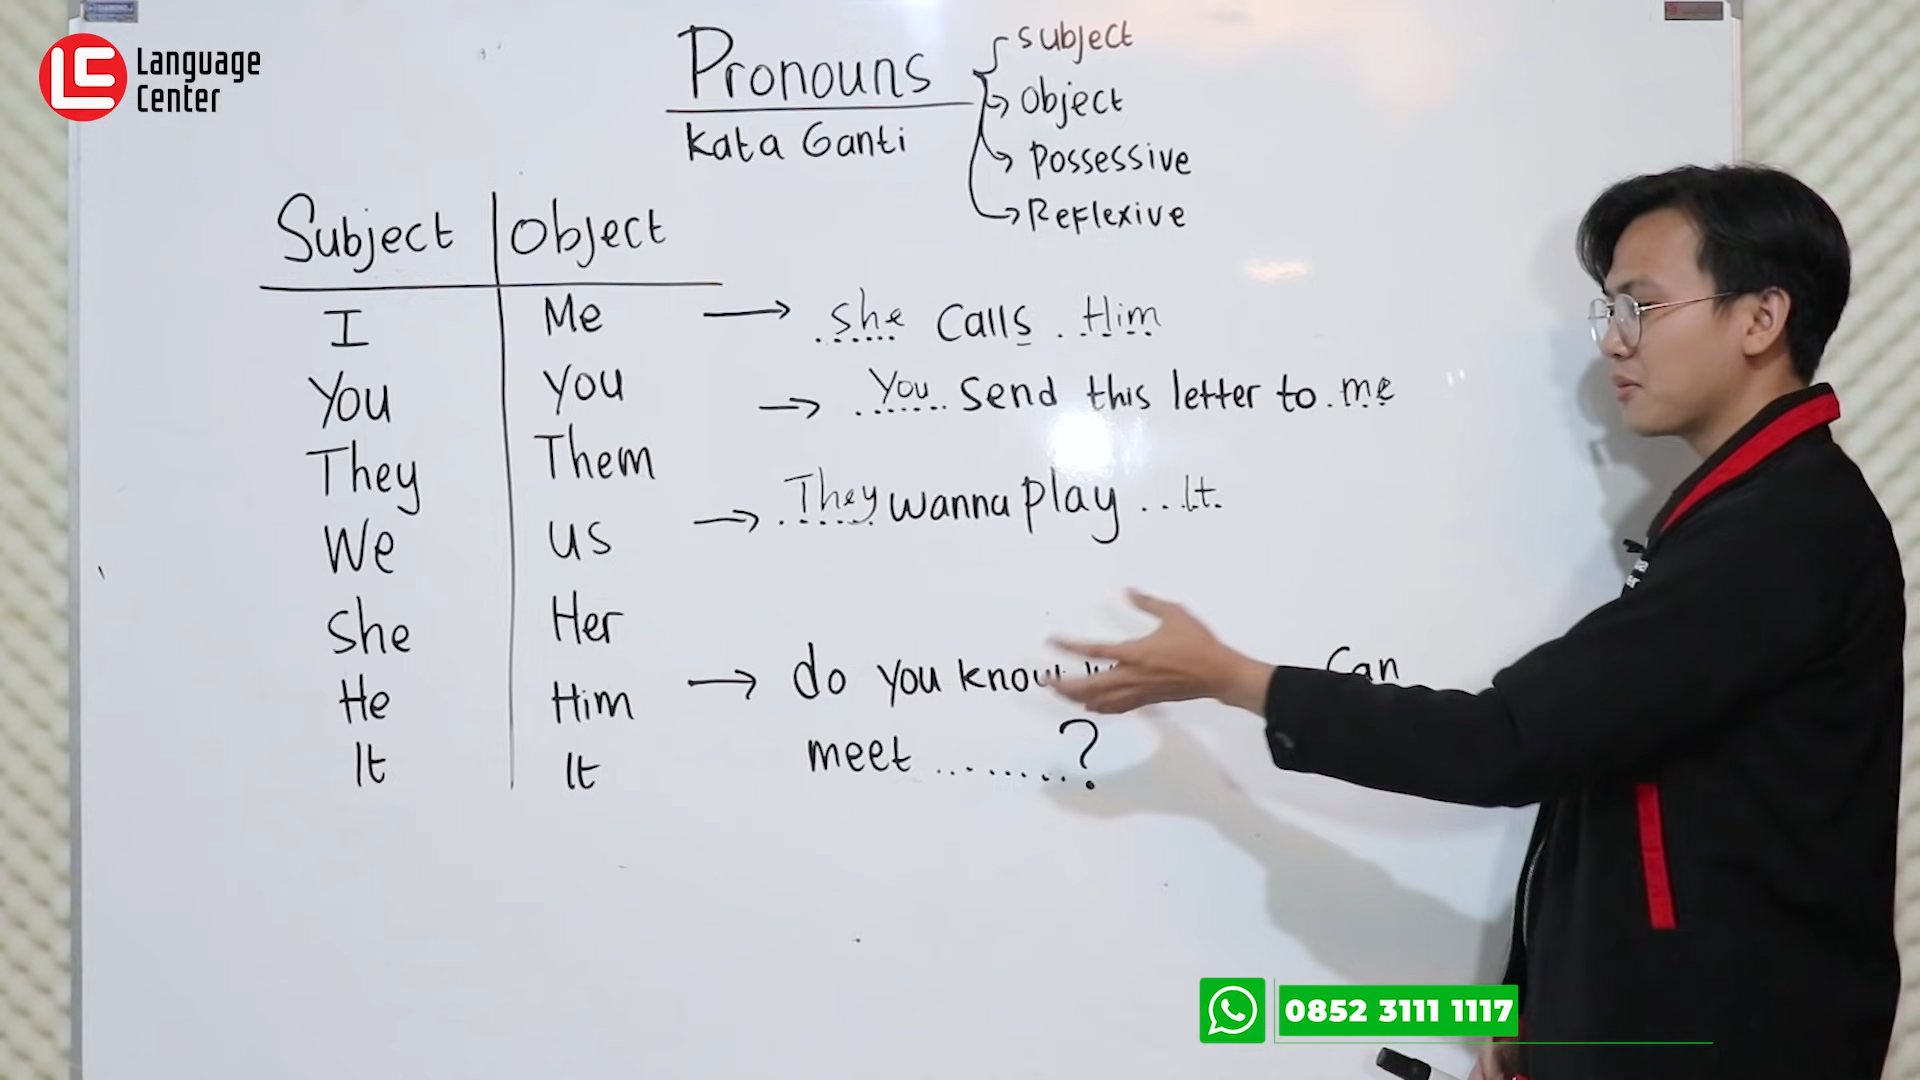 LC Language Center
Pronouns
Kata Ganti
subject
object
possessive
Reflexive
Subject | Object
I Me
You you
They Them
We us
She Her
He Him
It It
she calls Him
You send this letter to me
They wanna play ... It.
do you know can
meet ........?
0852 3111 1117